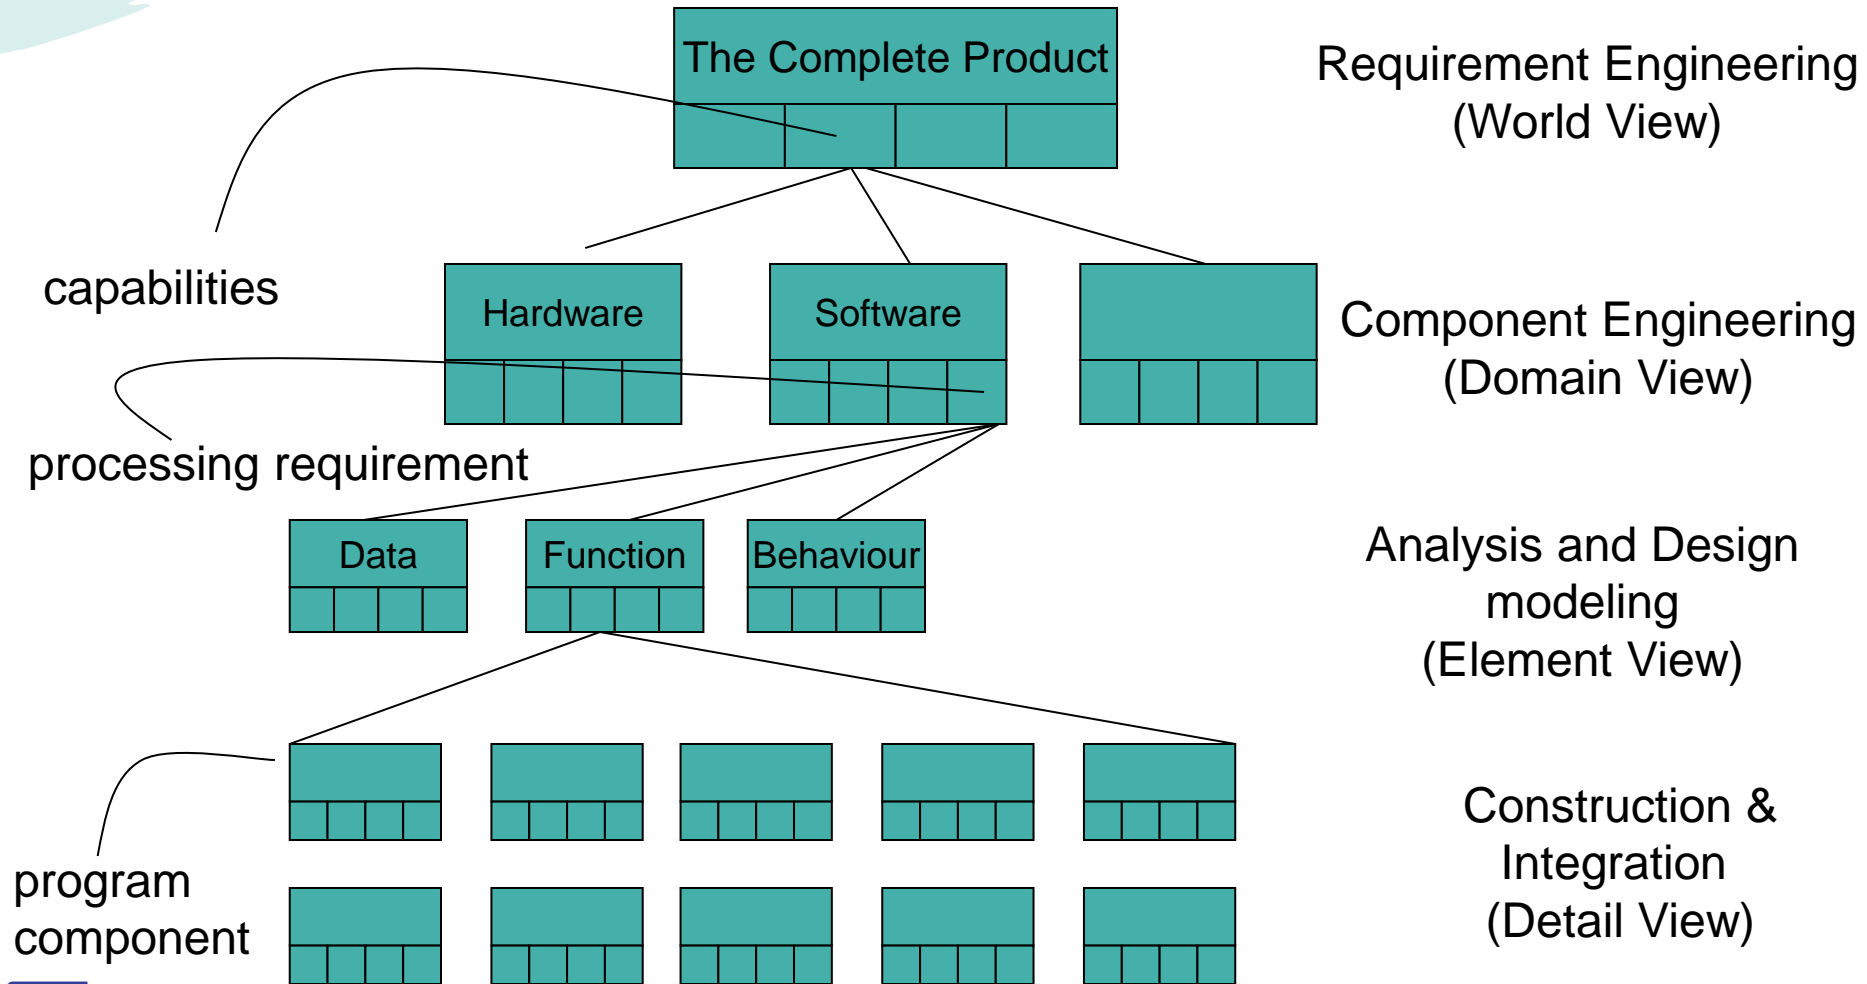 The Complete Product
Requirement Engineering
(World View)
capabilities
Hardware
Software
Component Engineering
(Domain View)
processing requirement
Data
Function
Behaviour
Analysis and Design
modeling
(Element View)
program
component
Construction &
Integration
(Detail View)